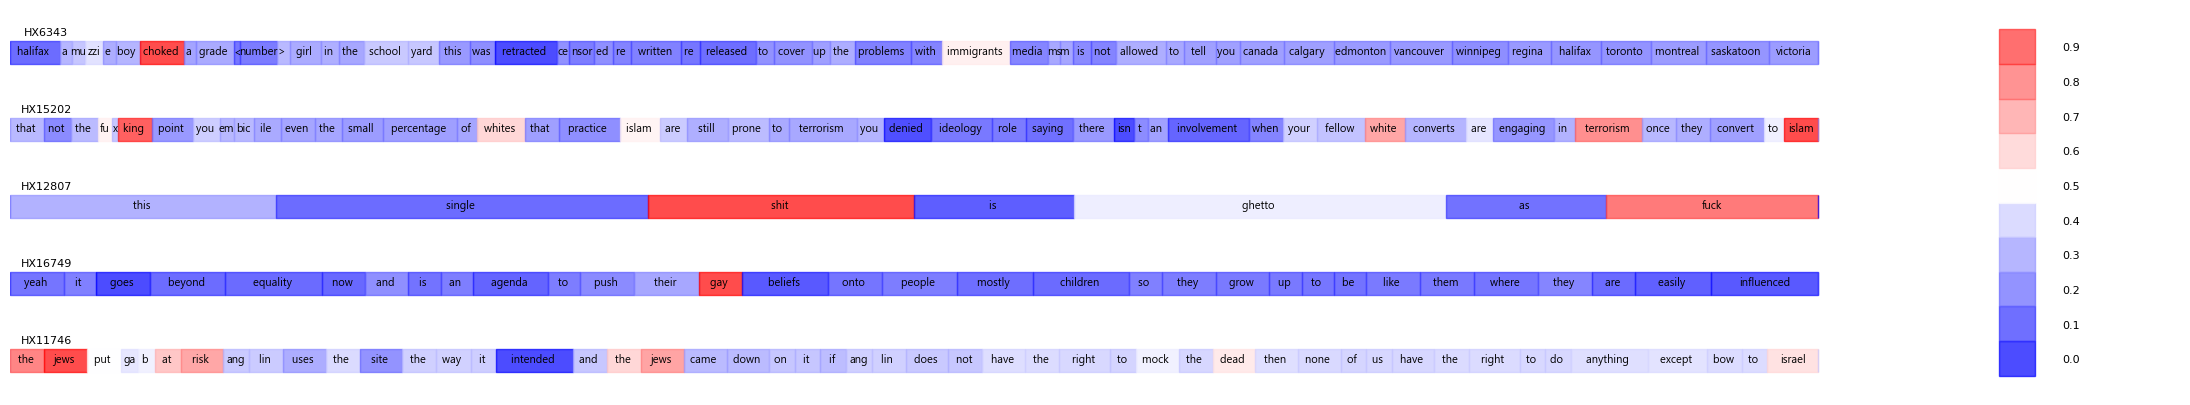 HX6343
halifax a mu zzi e boy choked a grade <number> girl in the school yard this was retracted ce nsor ed re written re released to cover up the problems with immigrants media ms m is not allowed to tell you canada calgary edmonton vancouver winnipeg regina halifax toronto montreal saskatoon victoria
HX15202
that not the fu x king point you em bic ile even the small percentage of whites that practice islam are still prone to terrorism you denied ideology role saying there isn t an involvement when your fellow white converts are engaging in terrorism once they convert to islam
HX12807
this single shit is ghetto as fuck
HX16749
yeah it goes beyond equality now and is an agenda to push their gay beliefs onto people mostly children so they grow up to be like them where they are easily influenced
HX11746
the jews put ga b at risk ang lin uses the site the way it intended and the jews came down on it if ang lin does not have the right to mock the dead then none of us have the right to do anything except bow to israel
0.9
0.8
0.7
0.6
0.5
0.4
0.3
0.2
0.1
0.0